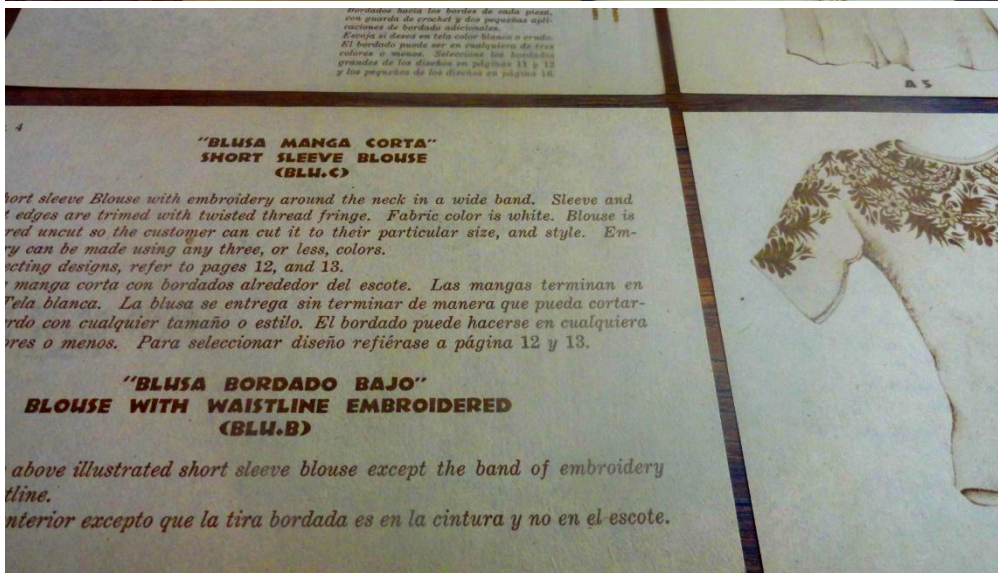 Bordados hacia los bordes de cada pieza,
con guarda de crochet y dos pequeñas apli-
caciones de bordado adicionales.
Escoja si desea en tela color blanca o crudo.
El bordado puede ser en cualquiera de tres
colores o menos. Seleccione los bordados
grandes de los diseños en páginas 11 y 12
y los pequeños de los diseños en página 16.
4
"BLUSA MANGA CORTA"
SHORT SLEEVE BLOUSE
(BLU.C)
hort sleeve Blouse with embroidery around the neck in a wide band. Sleeve and
t edges are trimed with twisted thread fringe. Fabric color is white. Blouse is
red uncut so the customer can cut it to their particular size, and style. Em-
ry can be made using any three, or less, colors.
ecting designs, refer to pages 12, and 13.
manga corta con bordados alrededor del escote. Las mangas terminan en
Tela blanca. La blusa se entrega sin terminar de manera que pueda cortar-
rdo con cualquier tamaño o estilo. El bordado puede hacerse en cualquiera
ores o menos. Para seleccionar diseño refiérase a página 12 y 13.
"BLUSA BORDADO BAJO"
BLOUSE WITH WAISTLINE EMBROIDERED
(BLU.B)
above illustrated short sleeve blouse except the band of embroidery
tline.
nterior excepto que la tira bordada es en la cintura y no en el escote.